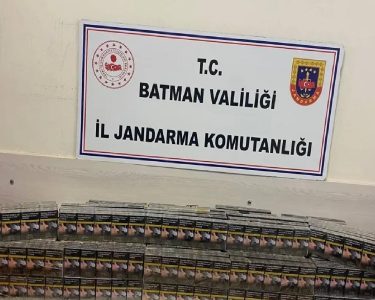 T.C.
BATMAN VALİLİĞİ
İL JANDARMA KOMUTANLIĞI